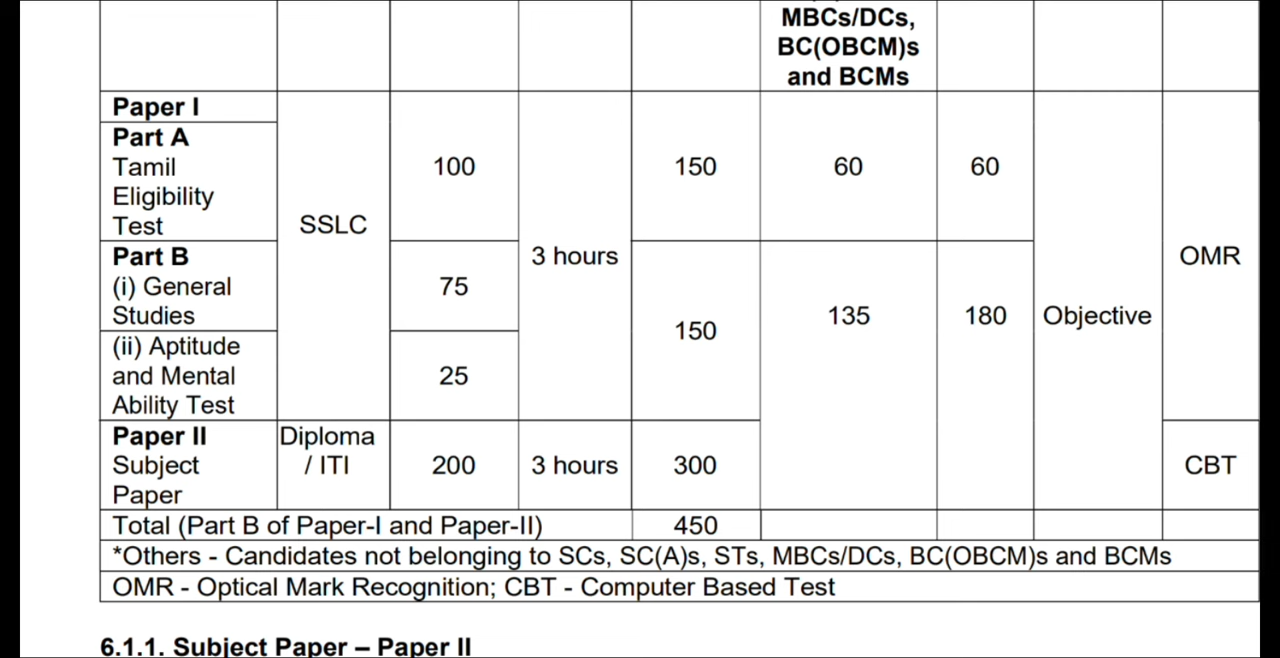 MBCs/DCs,
BC(OBCM)s
and BCMs
Paper I
Part A
Tamil
Eligibility
Test
SSLC
100
3 hours
150
60
60
Objective
OMR
Part B
(i) General
Studies
75
150
135
180
(ii) Aptitude
and Mental
Ability Test
25
Paper II
Subject
Paper
Diploma
/ ITI
200
3 hours
300
CBT
Total (Part B of Paper-I and Paper-II)
450
*Others - Candidates not belonging to SCs, SC(A)s, STs, MBCs/DCs, BC(OBCM)s and BCMs
OMR - Optical Mark Recognition; CBT - Computer Based Test
6.1.1. Subject Paper – Paper II